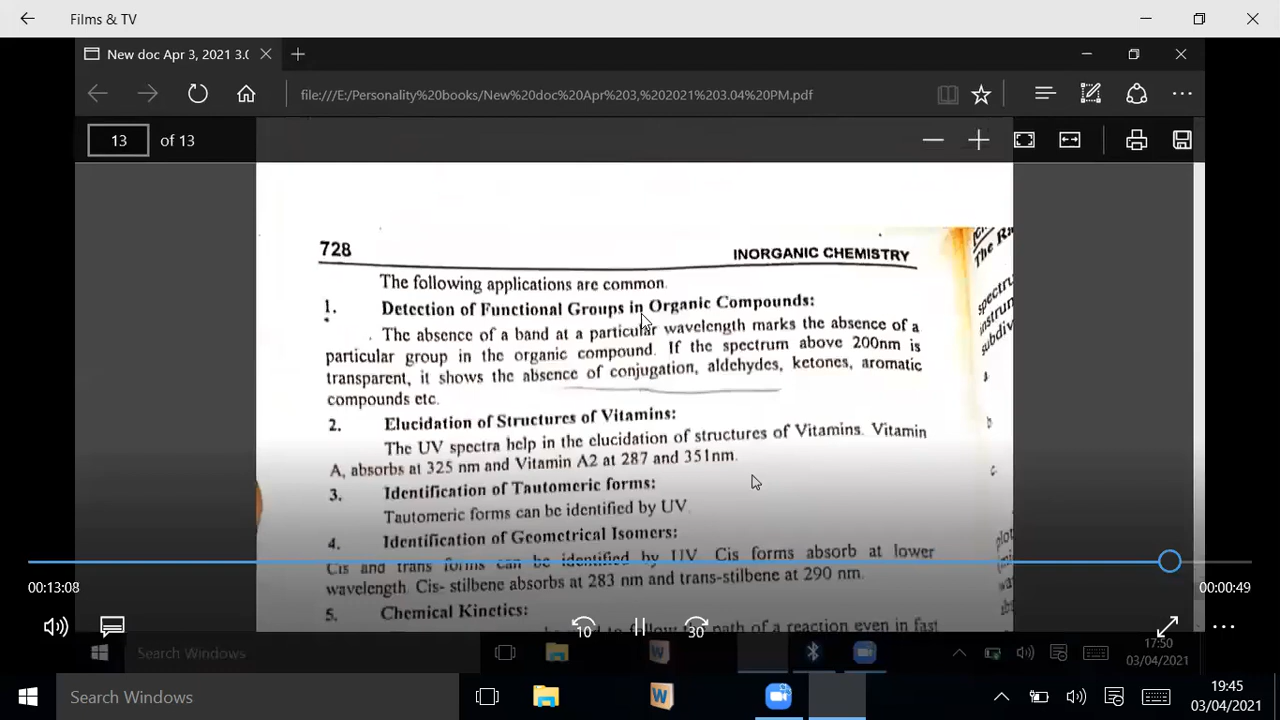 Films & TV
New doc Apr 3, 2021 3.0
file:///E:/Personality%20books/New%20doc%20Apr%203,%202021%203.04%20PM.pdf
13 of 13
728
INORGANIC CHEMISTRY
The Ra
The following applications are common.
1. Detection of Functional Groups in Organic Compounds:
The absence of a band at a particular wavelength marks the absence of a
particular group in the organic compound. If the spectrum above 200nm is
transparent, it shows the absence of conjugation, aldehydes, ketones, aromatic
compounds etc.
spectru
instrun
subdiv
a
2. Elucidation of Structures of Vitamins:
The UV spectra help in the elucidation of structures of Vitamins. Vitamin
A, absorbs at 325 nm and Vitamin A2 at 287 and 351nm.
b
c.
3. Identification of Tautomeric forms:
Tautomeric forms can be identified by UV.
4. Identification of Geometrical Isomers:
Cis and trans forms can be identified by UV. Cis forms absorb at lower
wavelength. Cis- stilbene absorbs at 283 nm and trans-stilbene at 290 nm.
plot
5. Chemical Kinetics:
to follow the path of a reaction even in fast
00:13:08
00:00:49
10
30
Search Windows
17:50
03/04/2021
Search Windows
19:45
03/04/2021